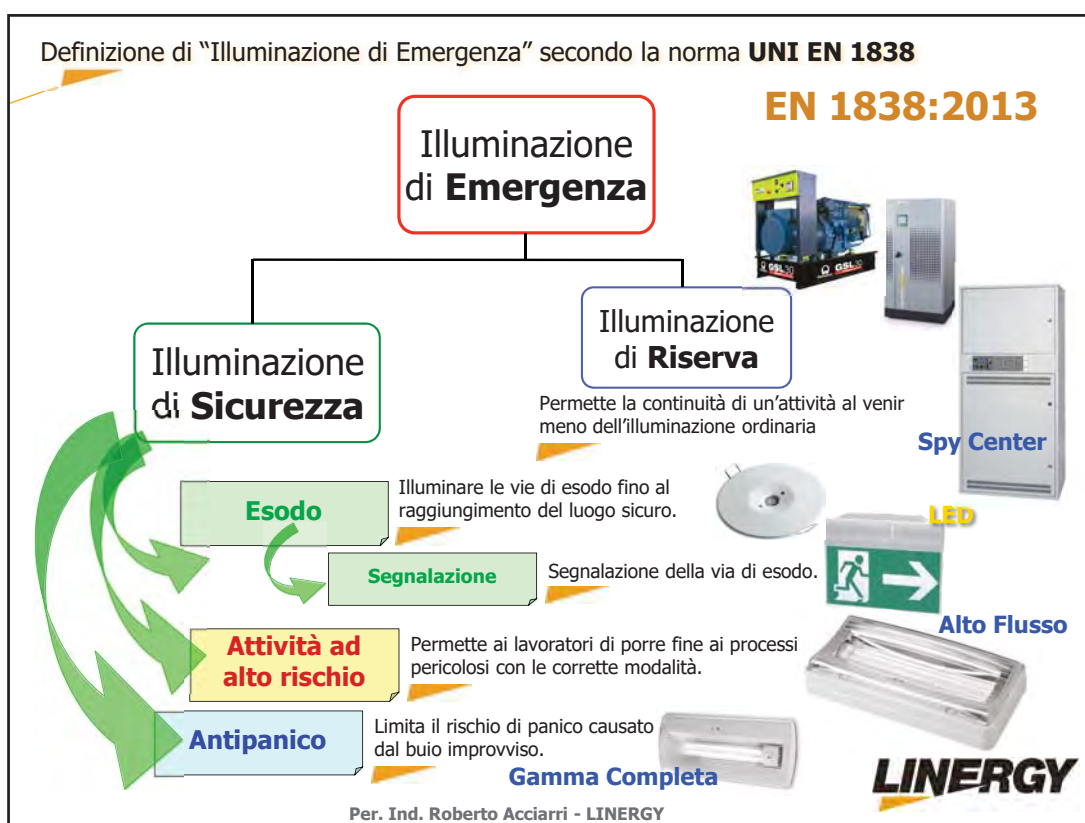 Definizione di “Illuminazione di Emergenza” secondo la norma UNI EN 1838
EN 1838:2013
Illuminazione
di Emergenza
GSL30
GSL30
Illuminazione
di Sicurezza
Illuminazione
di Riserva
Permette la continuità di un’attività al venir
meno dell’illuminazione ordinaria
Spy Center
Esodo
Illuminare le vie di esodo fino al
raggiungimento del luogo sicuro.
LED
Segnalazione
Segnalazione della via di esodo.
Alto Flusso
Attività ad
alto rischio
Permette ai lavoratori di porre fine ai processi
pericolosi con le corrette modalità.
Antipanico
Limita il rischio di panico causato
dal buio improvviso.
Gamma Completa
LINERGY
Per. Ind. Roberto Acciarri - LINERGY